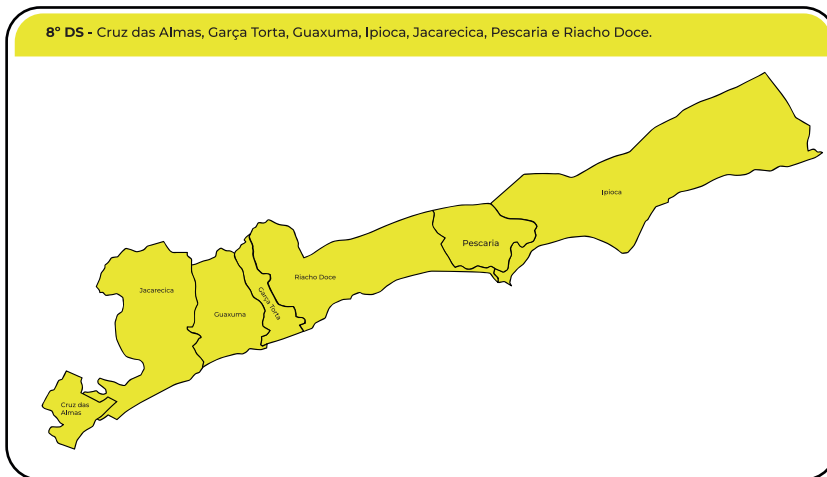 8º DS - Cruz das Almas, Garça Torta, Guaxuma, Ipioca, Jacarecica, Pescaria e Riacho Doce.
Ipioca
Pescaria
Riacho Doce
Jacarecica
Garça Torta
Guaxuma
Cruz das
Almas